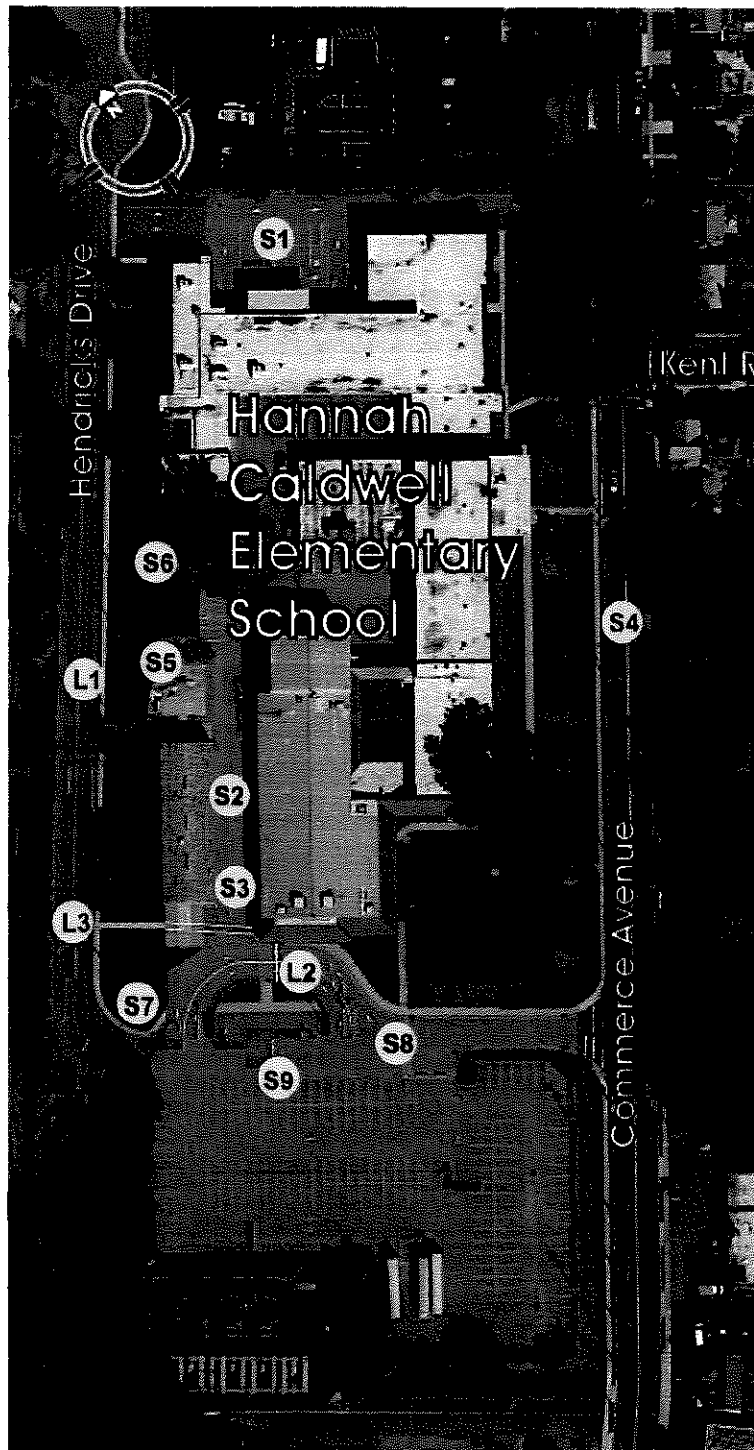 S1
Hendricks Drive
Kent R
Hannah
Caldwell
Elementary
School
S6
S4
S5
L1
S2
S3
L3
L2
S7
S8
S9
Commerce Avenue